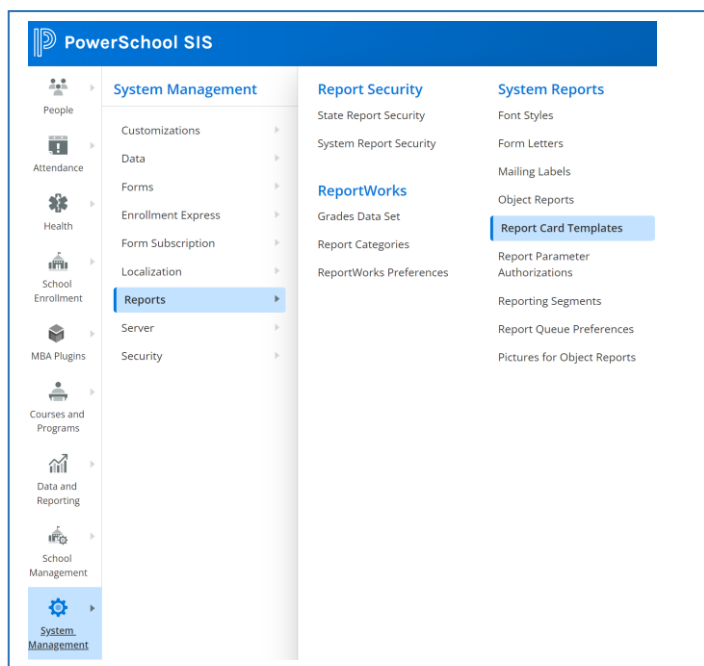 PowerSchool SIS
People
Attendance
Health
School
Enrollment
MBA Plugins
Courses and
Programs
Data and
Reporting
School
Management
System
Management
System Management
Customizations
Data
Forms
Enrollment Express
Form Subscription
Localization
Reports
Server
Security
Report Security
State Report Security
System Report Security
ReportWorks
Grades Data Set
Report Categories
ReportWorks Preferences
System Reports
Font Styles
Form Letters
Mailing Labels
Object Reports
Report Card Templates
Report Parameter
Authorizations
Reporting Segments
Report Queue Preferences
Pictures for Object Reports